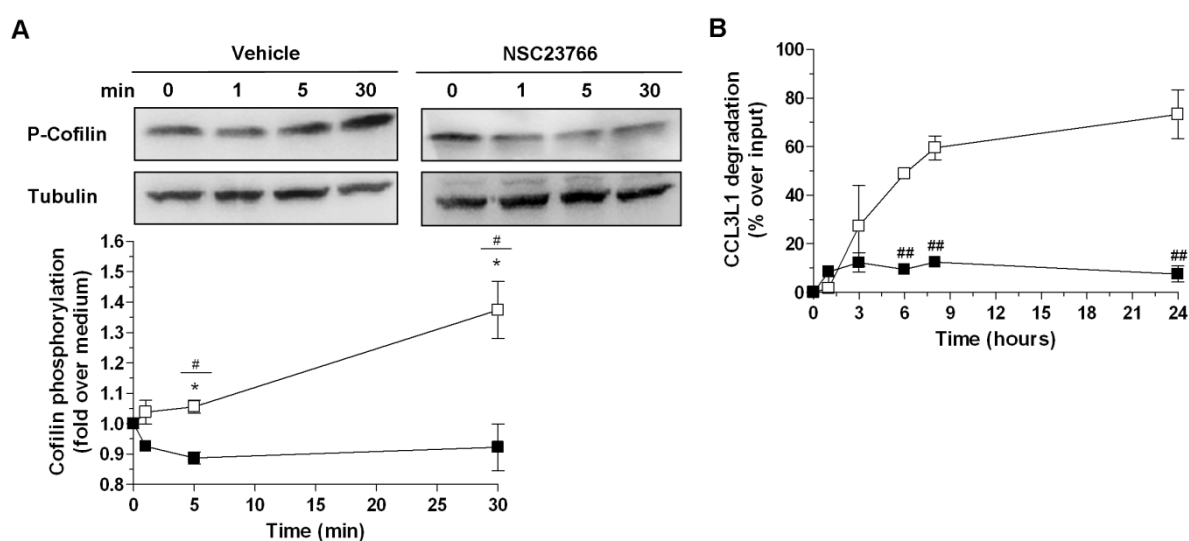 A
Vehicle
NSC23766
min 0 1 5 30 0 1 5 30
P-Cofilin
Tubulin
Cofilin phosphorylation
(fold over medium)
1.6
1.5
1.4
1.3
1.2
1.1
1.0
0.9
0.8
#
*
#
*
0 5 10 15 20 25 30
Time (min)
B
CCL3L1 degradation
(% over input)
100
80
60
40
20
0
## ## ##
0 3 6 9 12 15 18 21 24
Time (hours)